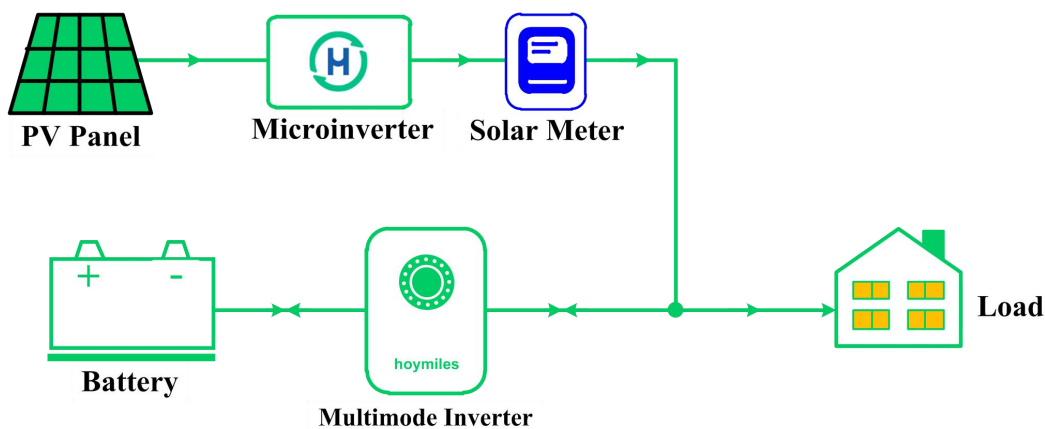 PV Panel
Microinverter
Solar Meter
+ -
hoymiles
Load
Battery
Multimode Inverter